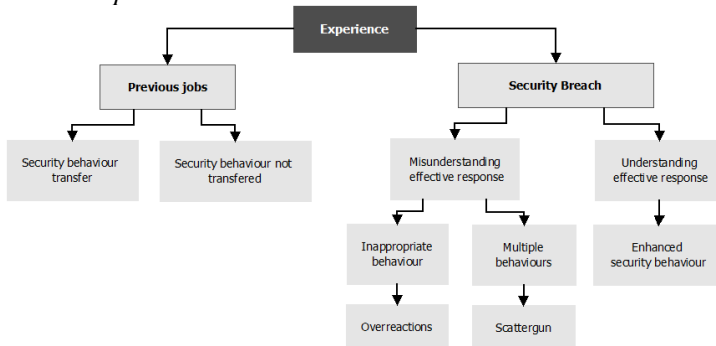 Experience
Previous jobs
Security Breach
Security behaviour
transfer
Security behaviour not
transfered
Misunderstanding
effective response
Understanding
effective response
Inappropriate
behaviour
Multiple
behaviours
Enhanced
security behaviour
Overreactions
Scattergun